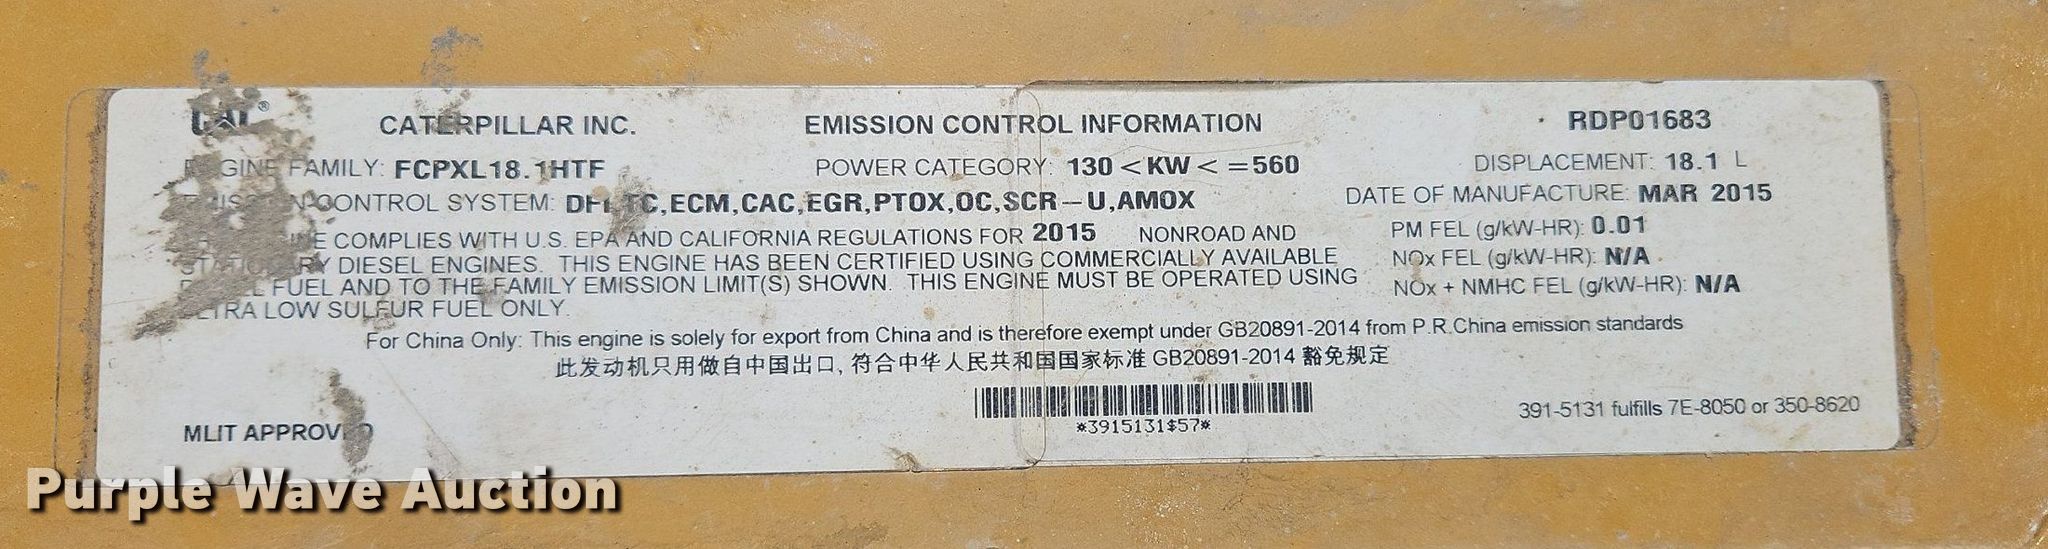 CAT®
CATERPILLAR INC. EMISSION CONTROL INFORMATION RDP01683
ENGINE FAMILY: FCPXL18.1HTF POWER CATEGORY: 130 < KW < =560 DISPLACEMENT: 18.1 L
EMISSION CONTROL SYSTEM: DFI,TC,ECM,CAC,EGR,PTOX,OC,SCR-U,AMOX DATE OF MANUFACTURE: MAR 2015
COMPLIES WITH U.S. EPA AND CALIFORNIA REGULATIONS FOR 2015 NONROAD AND PM FEL (g/kW-HR): 0.01
STATIONARY DIESEL ENGINES. THIS ENGINE HAS BEEN CERTIFIED USING COMMERCIALLY AVAILABLE NOx FEL (g/kW-HR): N/A
FUEL AND TO THE FAMILY EMISSION LIMIT(S) SHOWN. THIS ENGINE MUST BE OPERATED USING NOx + NMHC FEL (g/kW-HR): N/A
ULTRA LOW SULFUR FUEL ONLY.
For China Only: This engine is solely for export from China and is therefore exempt under GB20891-2014 from P.R.China emission standards
此发动机只用做自中国出口, 符合中华人民共和国国家标准 GB20891-2014 豁免规定
*3915131$57*
391-5131 fulfills 7E-8050 or 350-8620
MLIT APPROVED
Purple Wave Auction